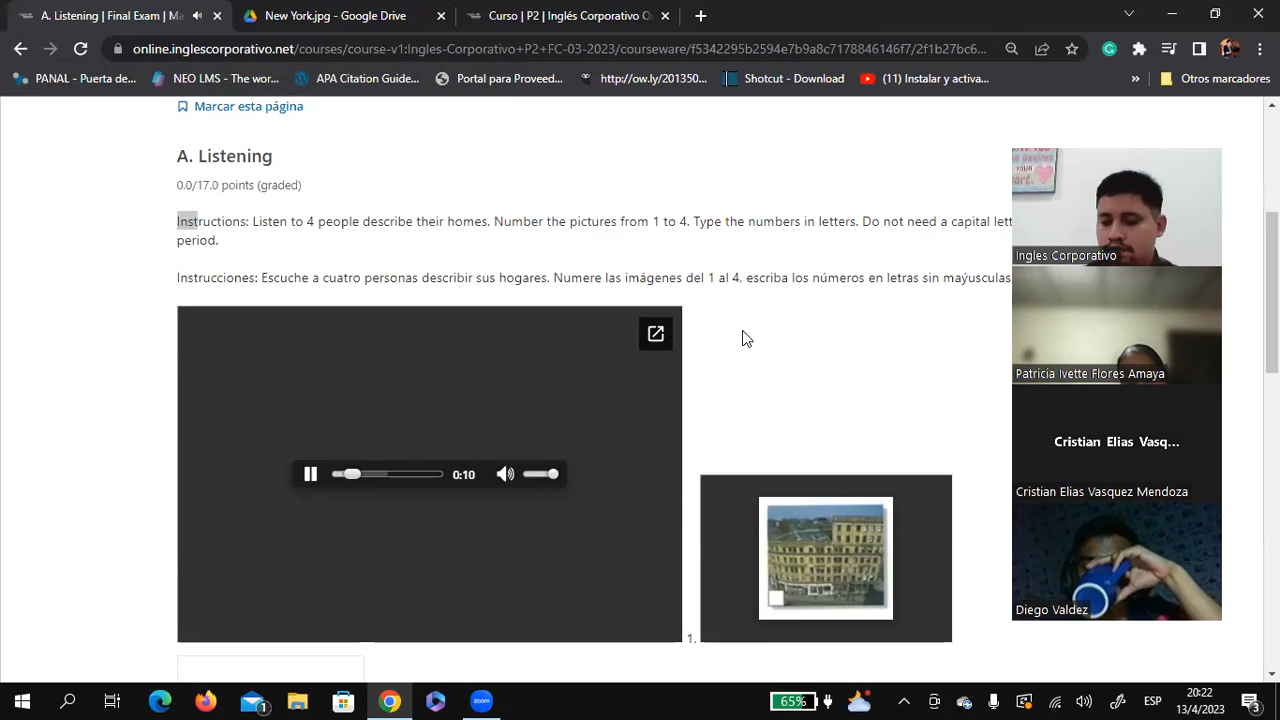 A. Listening | Final Exam | Ma
New York.jpg - Google Drive
Curso | P2 | Inglés Corporativo O
online.inglescorporativo.net/courses/course-v1:Ingles-Corporativo+P2+FC-03-2023/courseware/f5342295b2594e7b9a8c7178846146f7/2f1b27bc6...
PANAL - Puerta de...
NEO LMS - The wor...
APA Citation Guide...
Portal para Proveed...
http://ow.ly/201350...
Shotcut - Download
(11) Instalar y activa...
»
Otros marcadores
Marcar esta página
A. Listening
0.0/17.0 points (graded)
Instructions: Listen to 4 people describe their homes. Number the pictures from 1 to 4. Type the numbers in letters. Do not need a capital lett
period.
Instrucciones: Escuche a cuatro personas describir sus hogares. Numere las imágenes del 1 al 4, escriba los números en letras sin maýusculas
0:10
1.
Ingles Corporativo
Patricia Ivette Flores Amaya
Cristian Elias Vasq...
Cristian Elias Vasquez Mendoza
Diego Valdez
1
zoom
65%
ESP
20:22
13/4/2023
3